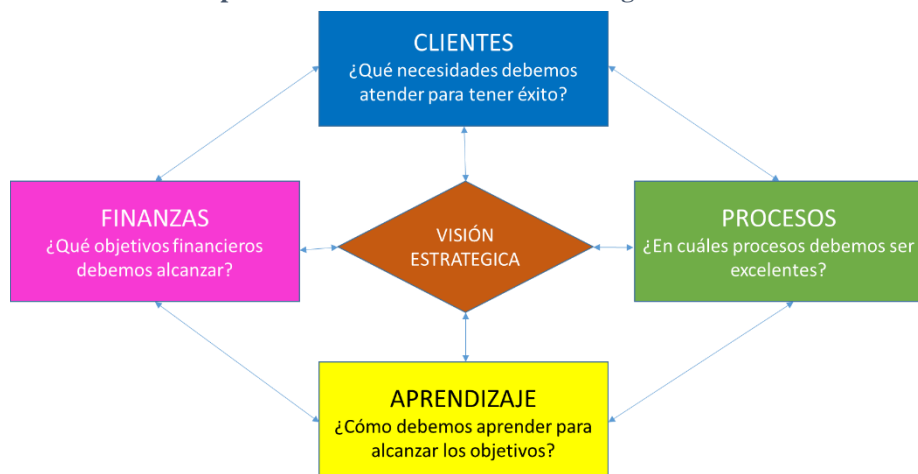 CLIENTES
¿Qué necesidades debemos
atender para tener éxito?
FINANZAS
¿Qué objetivos financieros
debemos alcanzar?
VISIÓN
ESTRATEGICA
PROCESOS
¿En cuáles procesos debemos ser
excelentes?
APRENDIZAJE
¿Cómo debemos aprender para
alcanzar los objetivos?